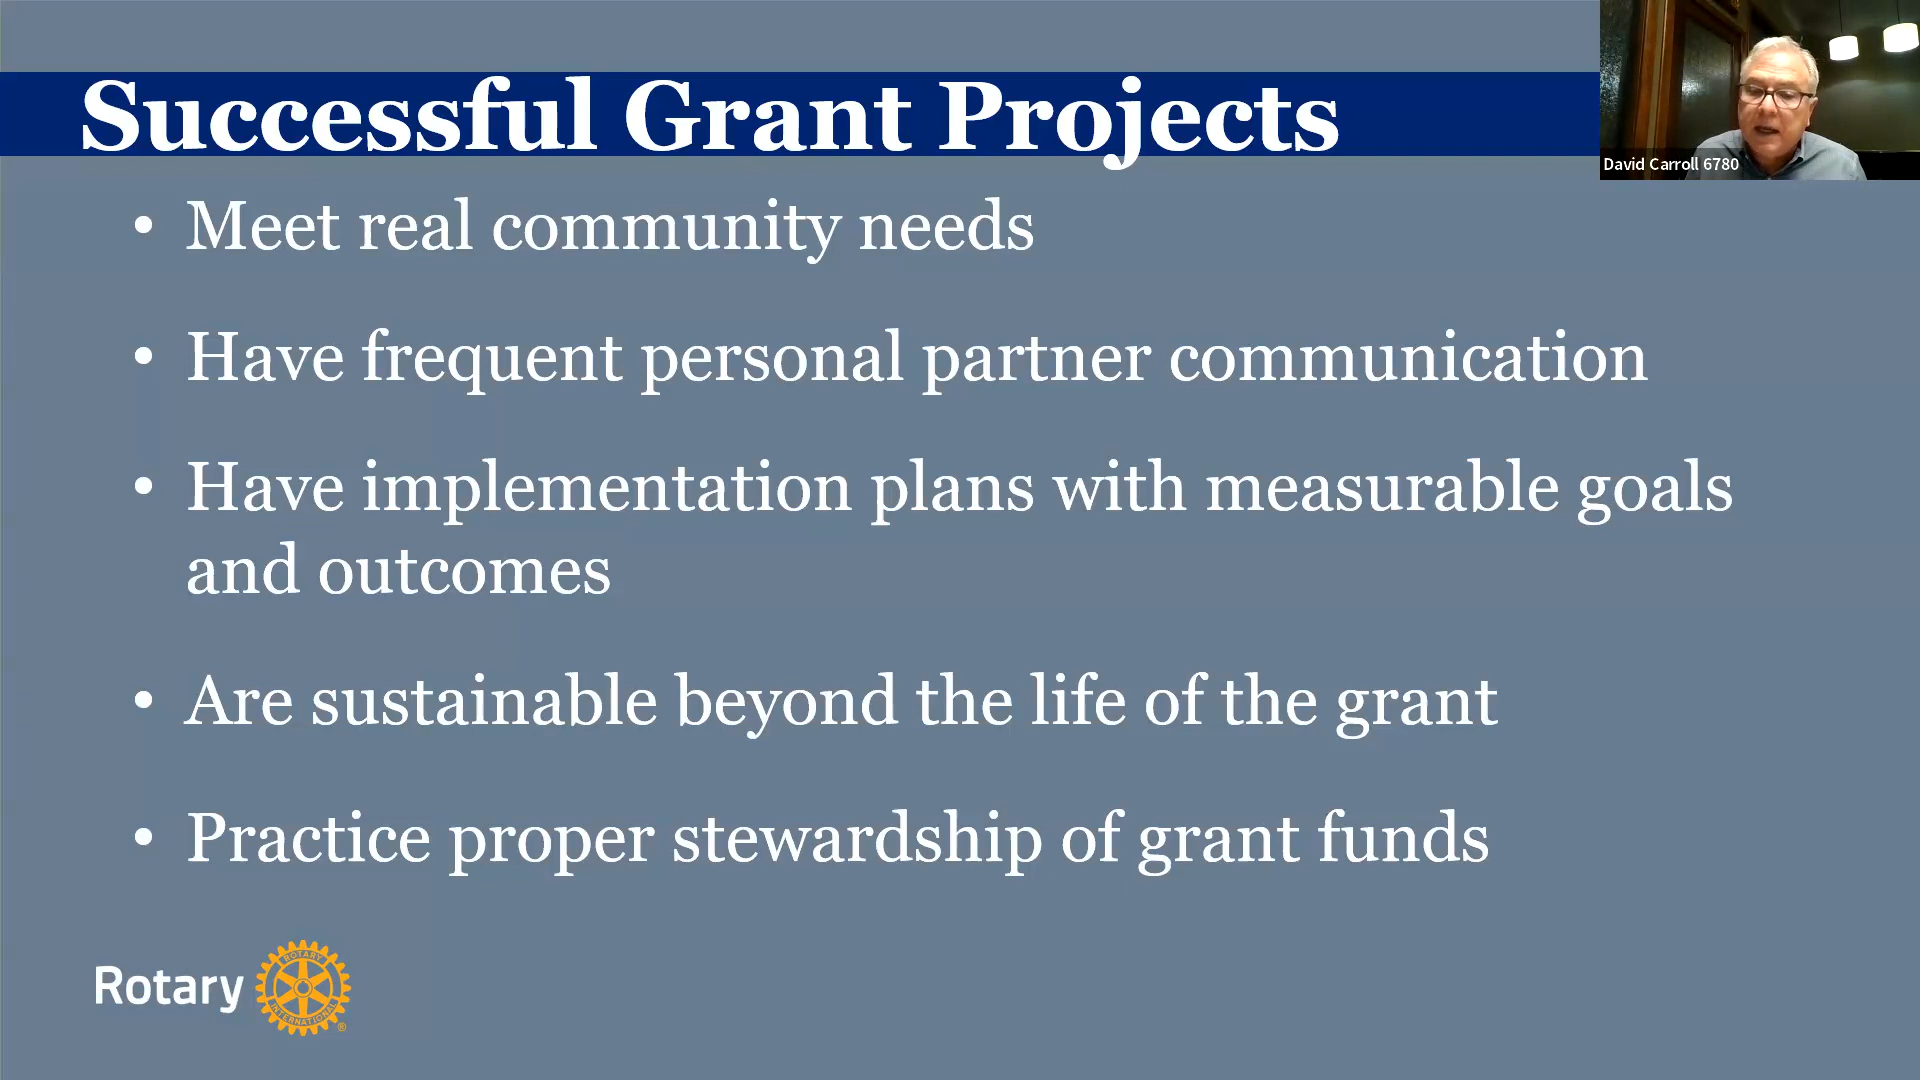 Successful Grant Projects
David Carroll 6780
• Meet real community needs
• Have frequent personal partner communication
• Have implementation plans with measurable goals
and outcomes
• Are sustainable beyond the life of the grant
• Practice proper stewardship of grant funds
Rotary
ROTARY
INTERNATIONAL
®